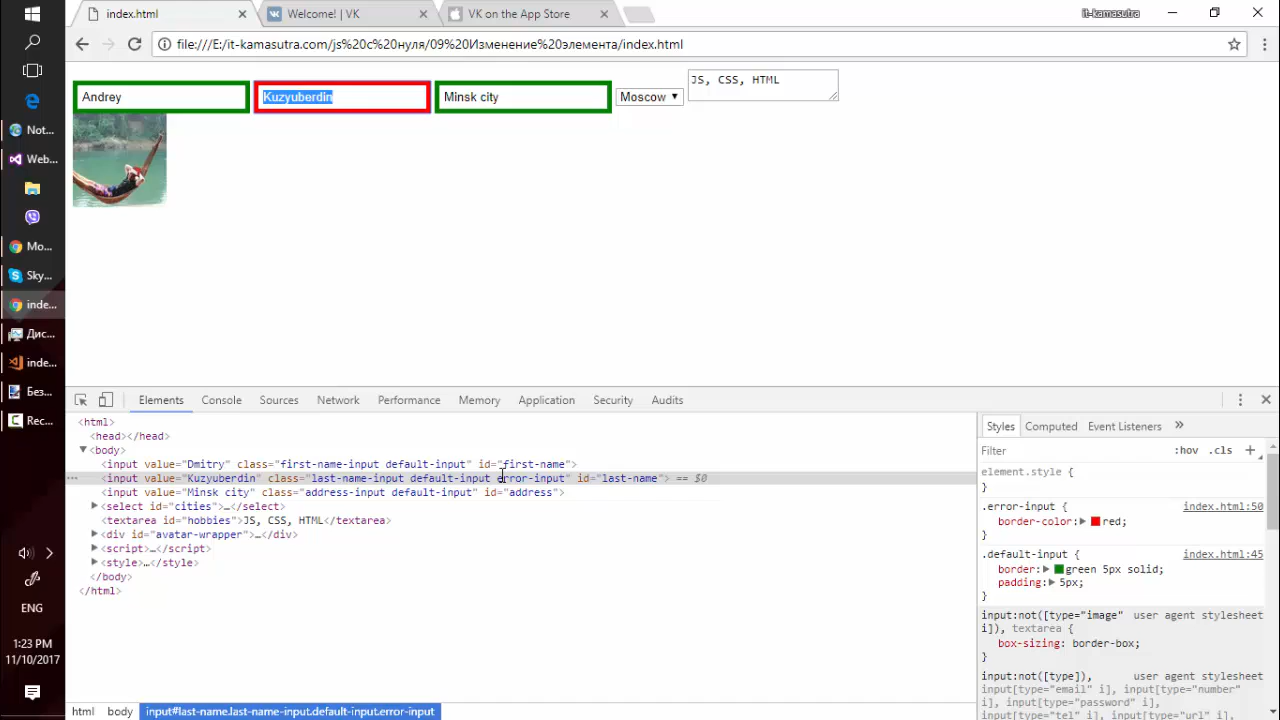 index.html
Welcome! | VK
VK on the App Store
it-kamasutra
file:///E:/it-kamasutra.com/js%20с%20нуля/09%20Изменение%20элемента/index.html
Andrey
Kuzyuberdin
Minsk city
Moscow
JS, CSS, HTML
Not...
Web...
Mo...
Sky...
inde...
Дис...
inde...
Без...
Rec...
ENG
1:23 PM
11/10/2017
Elements
Console
Sources
Network
Performance
Memory
Application
Security
Audits
<html>
<head></head>
<body>
<input value="Dmitry" class="first-name-input default-input" id="first-name">
<input value="Kuzyuberdin" class="last-name-input default-input error-input" id="last-name"> == $0
<input value="Minsk city" class="address-input default-input" id="address">
<select id="cities">…</select>
<textarea id="hobbies">JS, CSS, HTML</textarea>
<div id="avatar-wrapper">…</div>
<script>…</script>
<style>…</style>
</body>
</html>
html body input#last-name.last-name-input.default-input.error-input
Styles
Computed
Event Listeners
Filter
:hov .cls
element.style {
}
.error-input { index.html:50
border-color: red;
}
.default-input { index.html:45
border: green 5px solid;
padding: 5px;
}
input:not([type="image" user agent stylesheet
i]), textarea {
box-sizing: border-box;
}
input:not([type]), user agent stylesheet
input[type="email" i], input[type="number"
i], input[type="password" i],
input[type="tel" i], input[type="url" i],